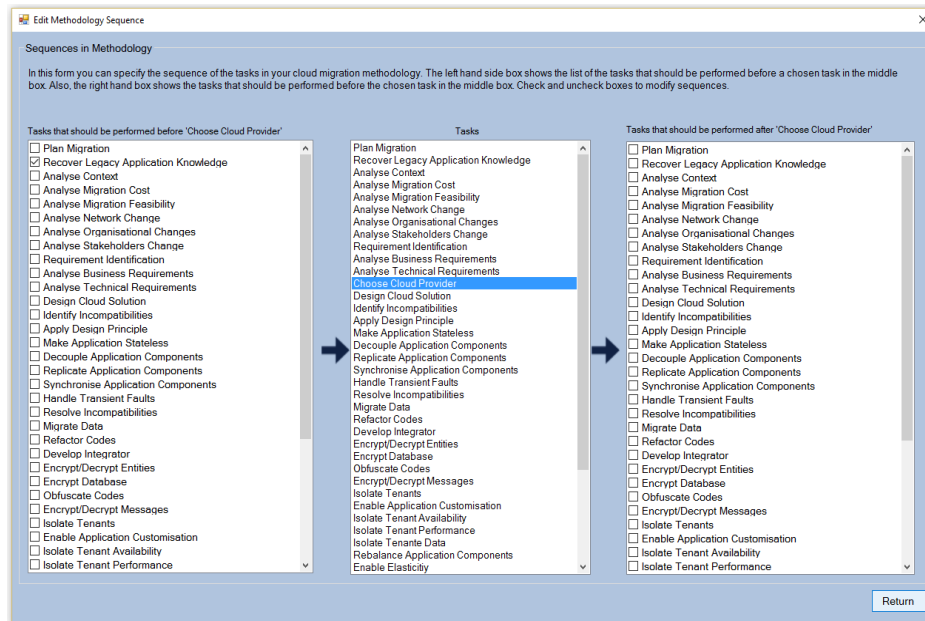 Edit Methodology Sequence
Sequences in Methodology
In this form you can specify the sequence of the tasks in your cloud migration methodology. The left hand side box shows the list of the tasks that should be performed before a chosen task in the middle
box. Also, the right hand box shows the tasks that should be performed before the chosen task in the middle box. Check and uncheck boxes to modify sequences.
Tasks that should be performed before 'Choose Cloud Provider'
Plan Migration
Recover Legacy Application Knowledge
Analyse Context
Analyse Migration Cost
Analyse Migration Feasibility
Analyse Network Change
Analyse Organisational Changes
Analyse Stakeholders Change
Requirement Identification
Analyse Business Requirements
Analyse Technical Requirements
Design Cloud Solution
Identify Incompatibilities
Apply Design Principle
Make Application Stateless
Decouple Application Components
Replicate Application Components
Synchronise Application Components
Handle Transient Faults
Resolve Incompatibilities
Migrate Data
Refactor Codes
Develop Integrator
Encrypt/Decrypt Entities
Encrypt Database
Obfuscate Codes
Encrypt/Decrypt Messages
Isolate Tenants
Enable Application Customisation
Isolate Tenant Availability
Isolate Tenant Performance
Tasks
Plan Migration
Recover Legacy Application Knowledge
Analyse Context
Analyse Migration Cost
Analyse Migration Feasibility
Analyse Network Change
Analyse Organisational Changes
Analyse Stakeholders Change
Requirement Identification
Analyse Business Requirements
Analyse Technical Requirements
Choose Cloud Provider
Design Cloud Solution
Identify Incompatibilities
Apply Design Principle
Make Application Stateless
Decouple Application Components
Replicate Application Components
Synchronise Application Components
Handle Transient Faults
Resolve Incompatibilities
Migrate Data
Refactor Codes
Develop Integrator
Encrypt/Decrypt Entities
Encrypt Database
Obfuscate Codes
Encrypt/Decrypt Messages
Isolate Tenants
Enable Application Customisation
Isolate Tenant Availability
Isolate Tenant Performance
Isolate Tenante Data
Rebalance Application Components
Enable Elasticitiy
Tasks that should be performed after 'Choose Cloud Provider'
Plan Migration
Recover Legacy Application Knowledge
Analyse Context
Analyse Migration Cost
Analyse Migration Feasibility
Analyse Network Change
Analyse Organisational Changes
Analyse Stakeholders Change
Requirement Identification
Analyse Business Requirements
Analyse Technical Requirements
Design Cloud Solution
Identify Incompatibilities
Apply Design Principle
Make Application Stateless
Decouple Application Components
Replicate Application Components
Synchronise Application Components
Handle Transient Faults
Resolve Incompatibilities
Migrate Data
Refactor Codes
Develop Integrator
Encrypt/Decrypt Entities
Encrypt Database
Obfuscate Codes
Encrypt/Decrypt Messages
Isolate Tenants
Enable Application Customisation
Isolate Tenant Availability
Isolate Tenant Performance
Return